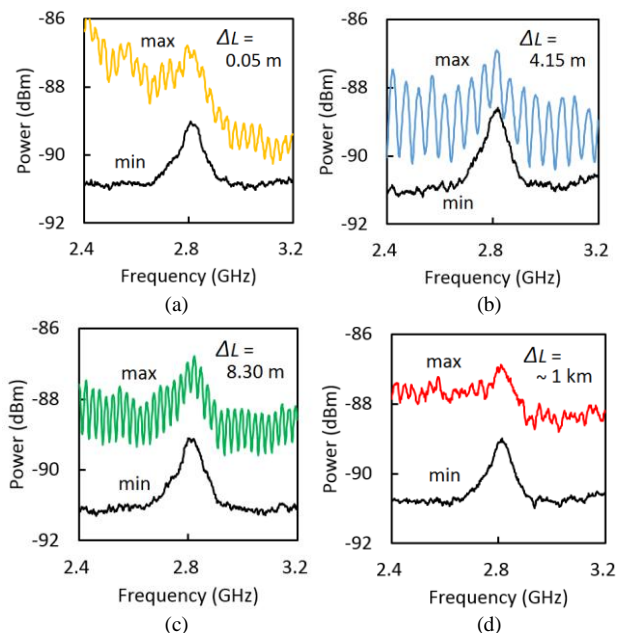 -86
-88
-90
-92
Power (dBm)
max
min
ΔL =
0.05 m
2.4
2.8
3.2
Frequency (GHz)
(a)
-86
-88
-90
-92
Power (dBm)
max
min
ΔL =
4.15 m
2.4
2.8
3.2
Frequency (GHz)
(b)
-86
-88
-90
-92
Power (dBm)
max
min
ΔL =
8.30 m
2.4
2.8
3.2
Frequency (GHz)
(c)
-86
-88
-90
-92
Power (dBm)
max
min
ΔL =
~ 1 km
2.4
2.8
3.2
Frequency (GHz)
(d)